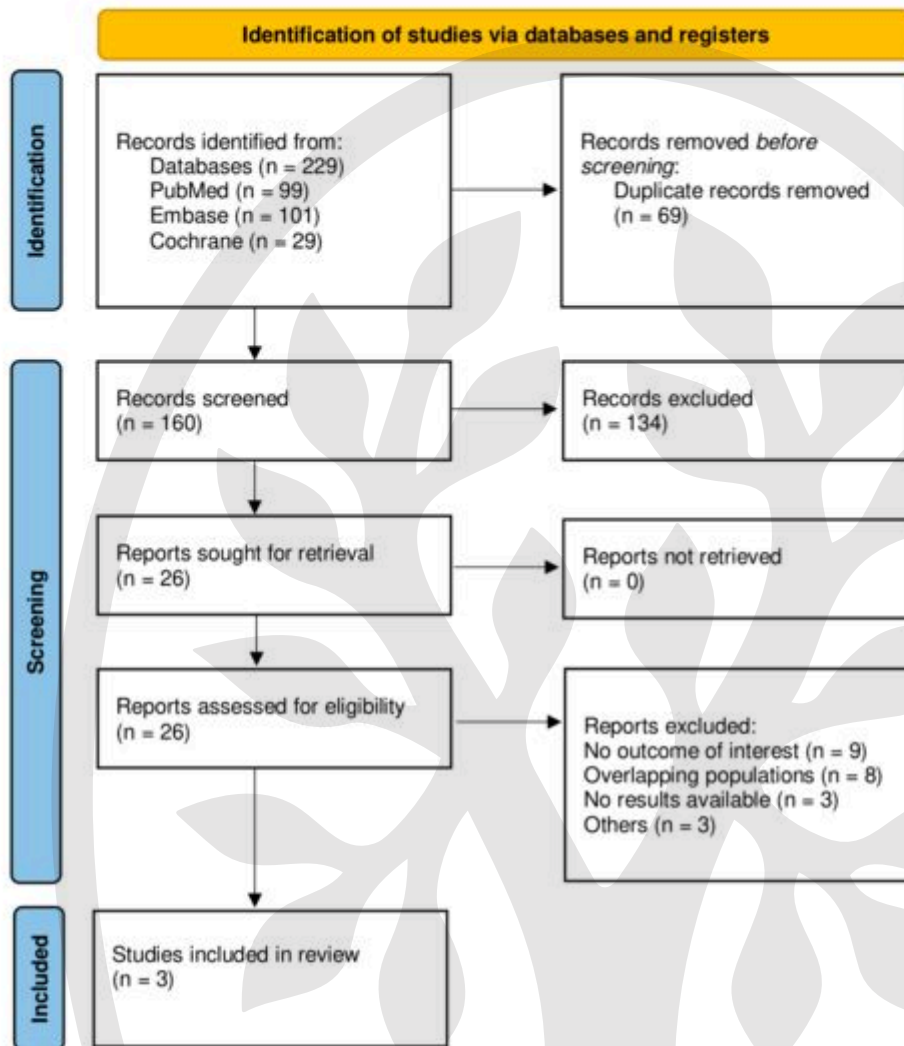 Identification of studies via databases and registers
Identification
Records identified from:
Databases (n = 229)
PubMed (n = 99)
Embase (n = 101)
Cochrane (n = 29)
Records removed before
screening:
Duplicate records removed
(n = 69)
Screening
Records screened
(n = 160)
Records excluded
(n = 134)
Reports sought for retrieval
(n = 26)
Reports not retrieved
(n = 0)
Reports assessed for eligibility
(n = 26)
Reports excluded:
No outcome of interest (n = 9)
Overlapping populations (n = 8)
No results available (n = 3)
Others (n = 3)
Included
Studies included in review
(n = 3)